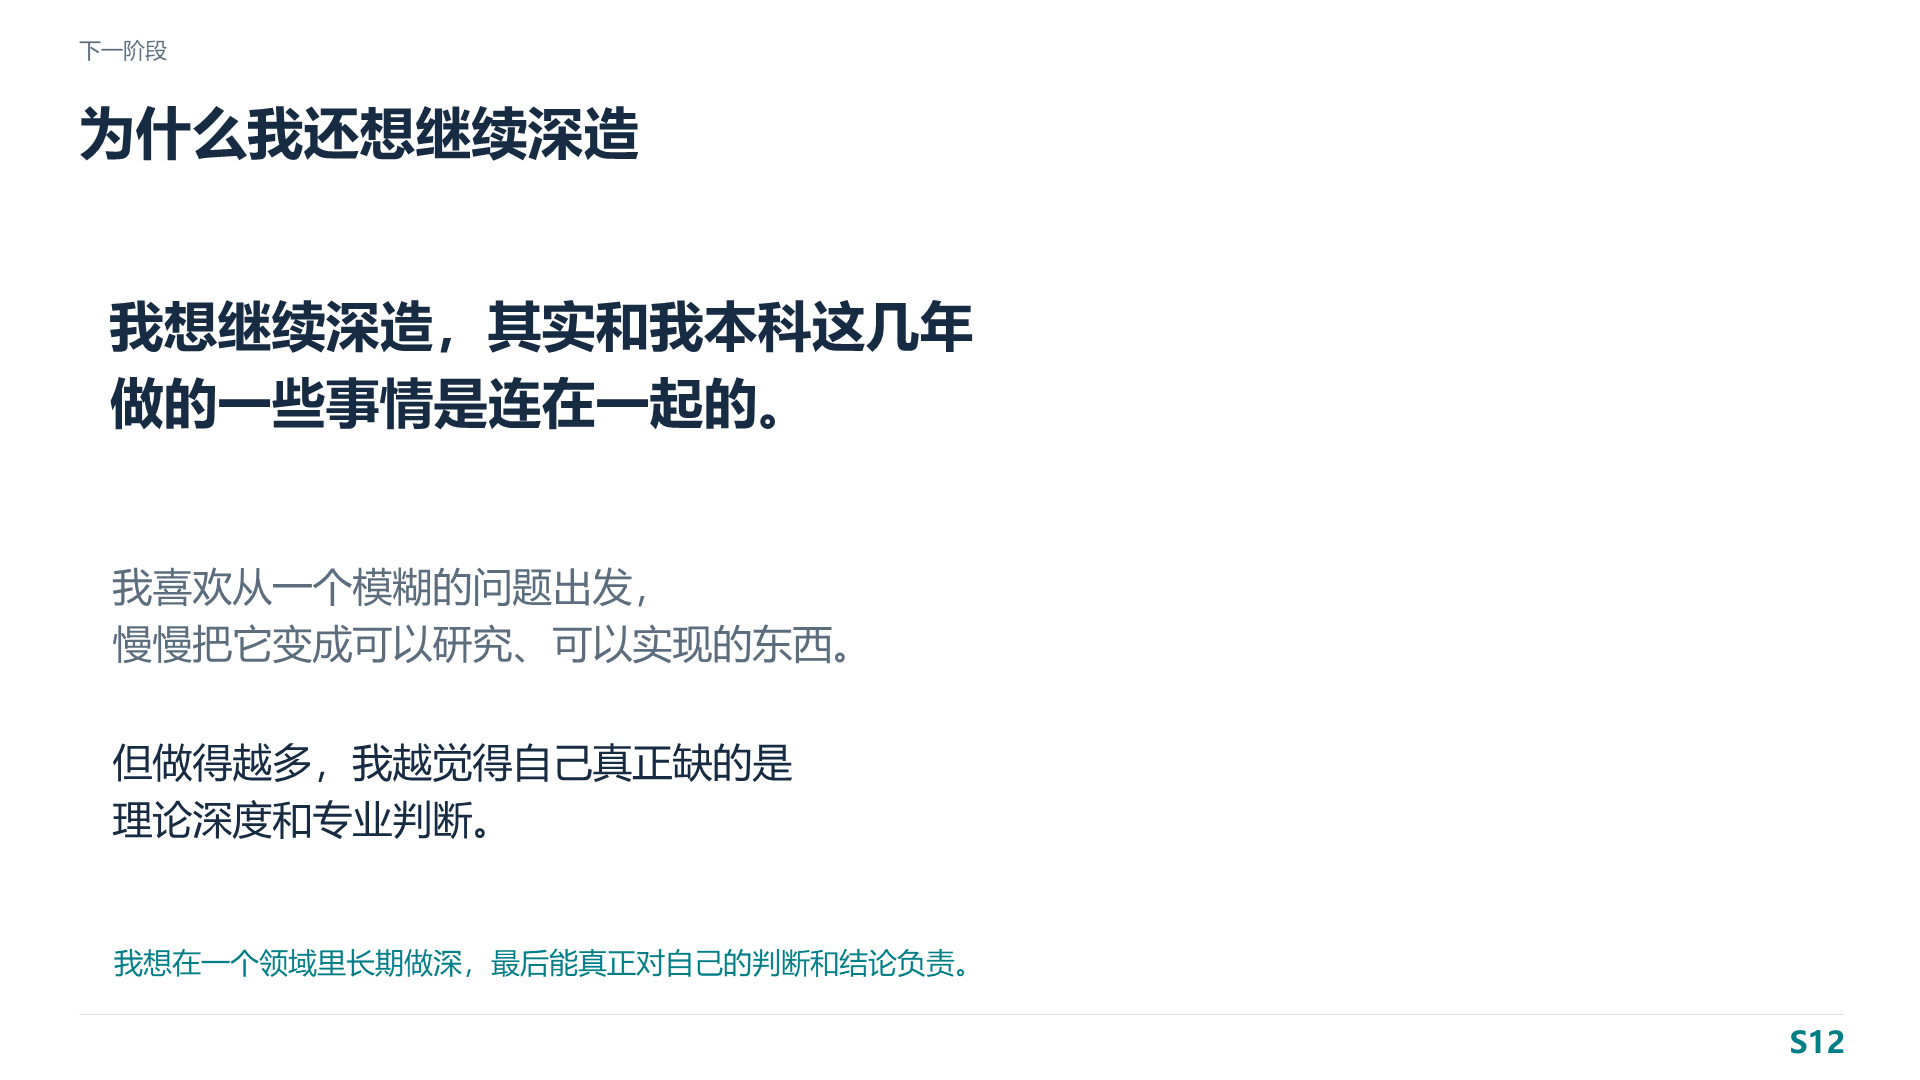 下一阶段
为什么我还想继续深造
我想继续深造，其实和我本科这几年
做的一些事情是连在一起的。
我喜欢从一个模糊的问题出发，
慢慢把它变成可以研究、可以实现的东西。
但做得越多，我越觉得自己真正缺的是
理论深度和专业判断。
我想在一个领域里长期做深，最后能真正对自己的判断和结论负责。
S12